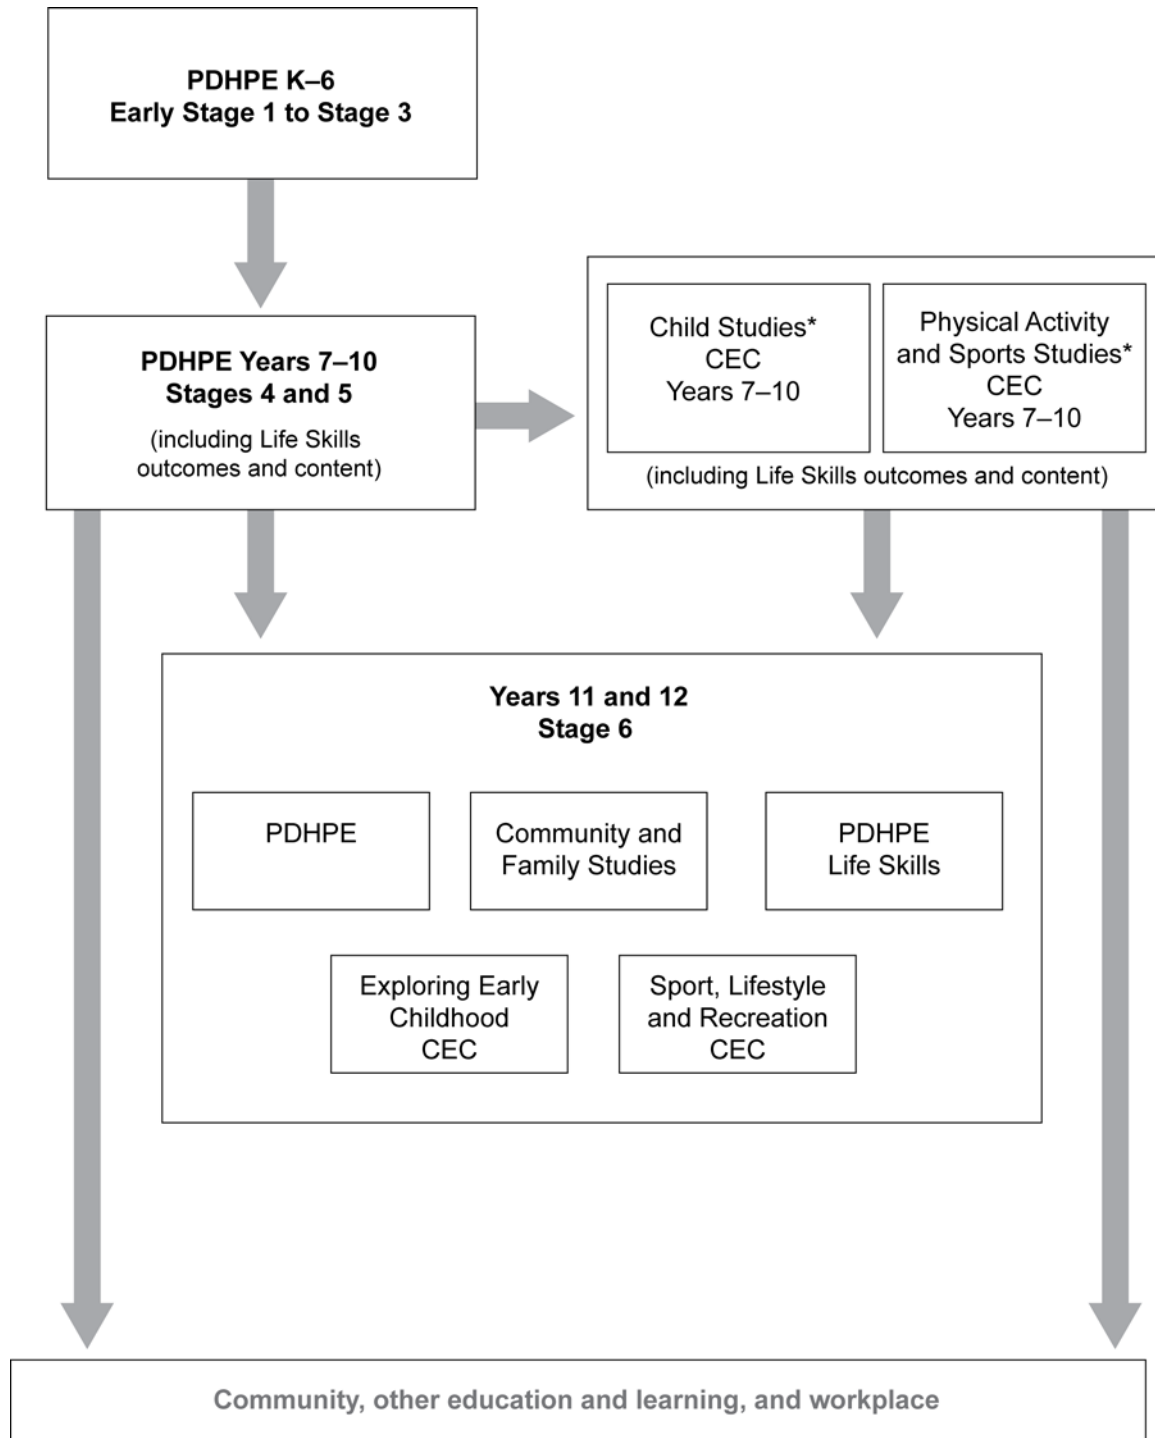 PDHPE K–6
Early Stage 1 to Stage 3
PDHPE Years 7–10
Stages 4 and 5
(including Life Skills
outcomes and content)
Child Studies*
CEC
Years 7–10
Physical Activity
and Sports Studies*
CEC
Years 7–10
(including Life Skills outcomes and content)
Years 11 and 12
Stage 6
PDHPE
Community and
Family Studies
PDHPE
Life Skills
Exploring Early
Childhood
CEC
Sport, Lifestyle
and Recreation
CEC
Community, other education and learning, and workplace